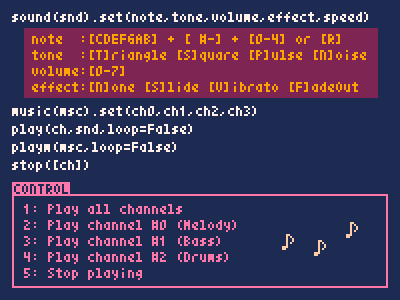 sound(snd).set(note,tone,volume,effect,speed)
note  :[CDEFGAB] + [ #-] + [0-4] or [R]
tone  :[T]riangle [S]quare [P]ulse [N]oise
volume:[0-7]
effect:[N]one [S]lide [V]ibrato [F]adeOut
music(msc).set(ch0,ch1,ch2,ch3)
play(ch,snd,loop=False)
playm(msc,loop=False)
stop([ch])
CONTROL
1: Play all channels
2: Play channel #0 (Melody)
3: Play channel #1 (Bass)
4: Play channel #2 (Drums)
5: Stop playing